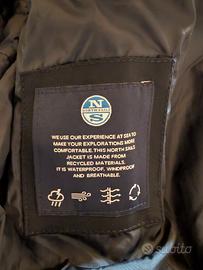 N
NORTH SAILS
S
WE USE OUR EXPERIENCE AT SEA TO
MAKE YOUR EXPLORATIONS MORE
COMFORTABLE. THIS NORTH SAILS
JACKET IS MADE FROM
RECYCLED MATERIALS.
IT IS WATERPROOF, WINDPROOF
AND BREATHABLE.
subito